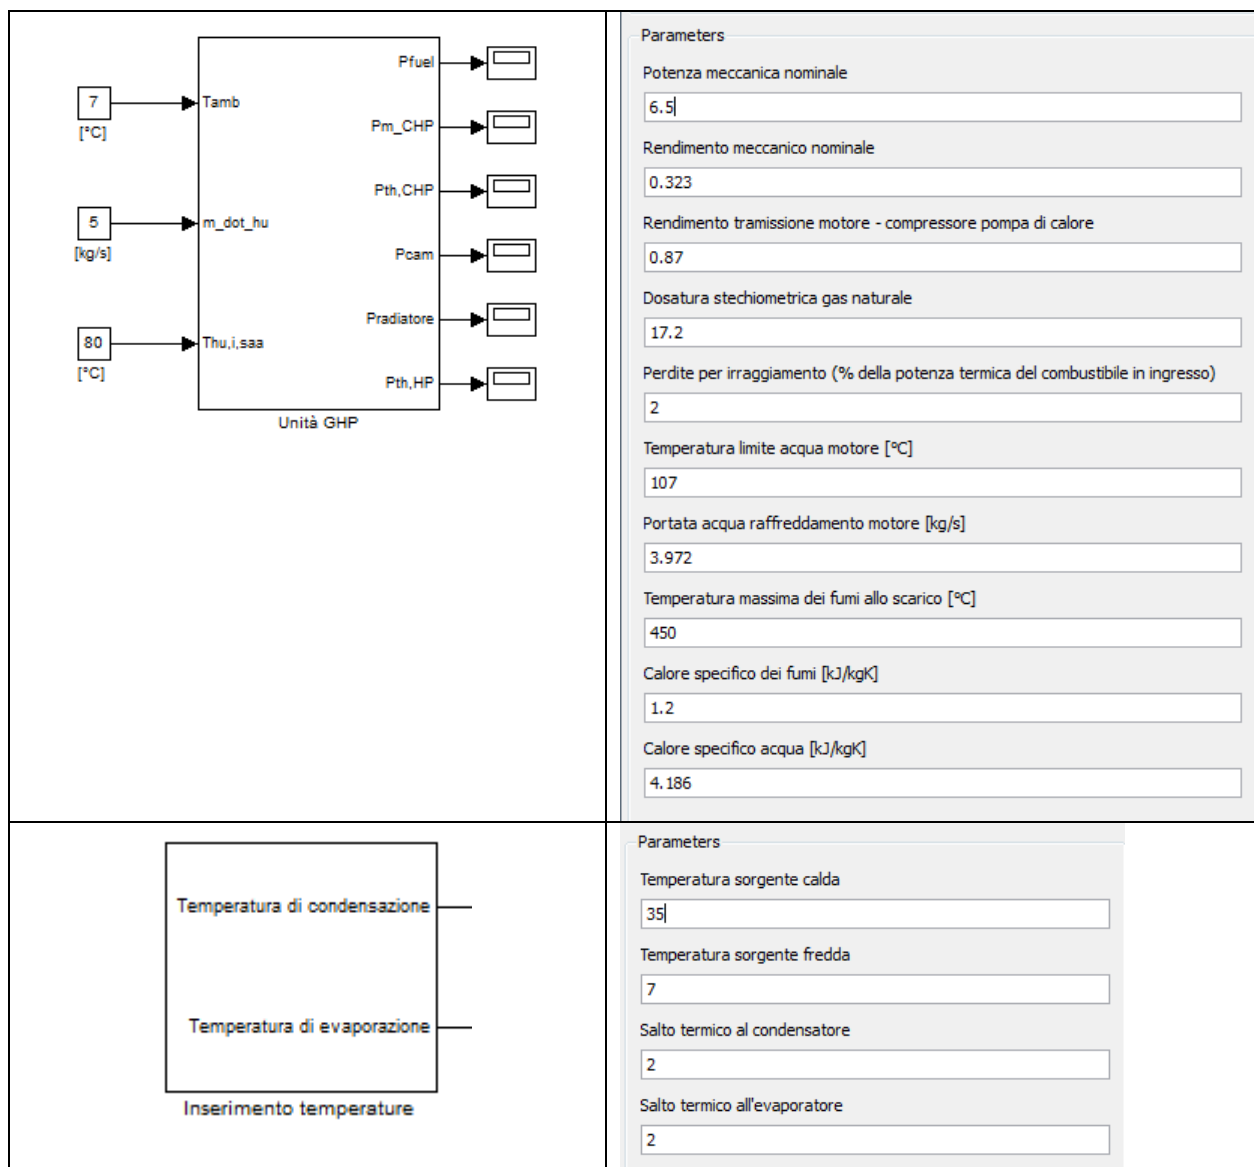 Pfuel
7
Tamb
[°C]
Pm_CHP
Pth,CHP
5
m_dot_hu
[kg/s]
Pcam
Pradiatore
80
Thu,i,saa
[°C]
Pth,HP
Unità GHP
Parameters
Potenza meccanica nominale
6.5
Rendimento meccanico nominale
0.323
Rendimento tramissione motore - compressore pompa di calore
0.87
Dosatura stechiometrica gas naturale
17.2
Perdite per irraggiamento (% della potenza termica del combustibile in ingresso)
2
Temperatura limite acqua motore [°C]
107
Portata acqua raffreddamento motore [kg/s]
3.972
Temperatura massima dei fumi allo scarico [°C]
450
Calore specifico dei fumi [kJ/kgK]
1.2
Calore specifico acqua [kJ/kgK]
4.186
Temperatura di condensazione
Temperatura di evaporazione
Inserimento temperature
Parameters
Temperatura sorgente calda
35
Temperatura sorgente fredda
7
Salto termico al condensatore
2
Salto termico all'evaporatore
2